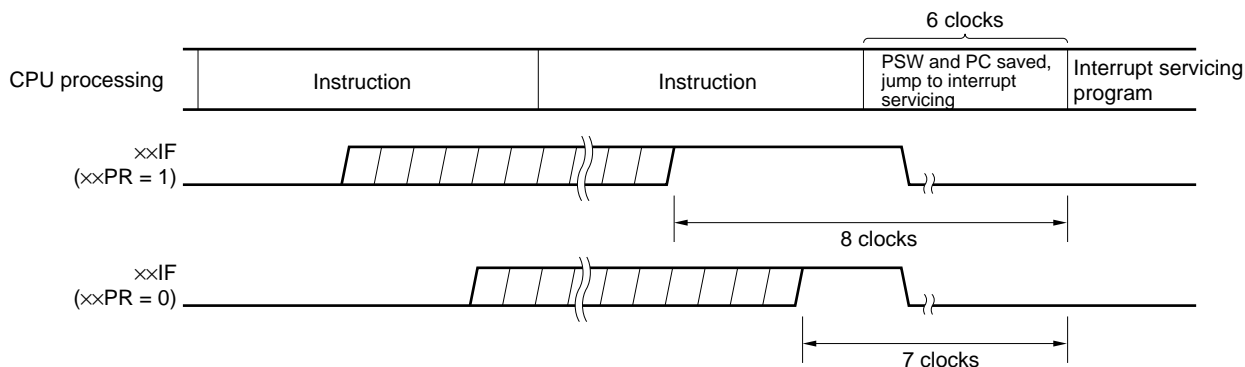 6 clocks
CPU processing
Instruction
Instruction
PSW and PC saved,
jump to interrupt
servicing
Interrupt servicing
program
××IF
(××PR = 1)
8 clocks
××IF
(××PR = 0)
7 clocks